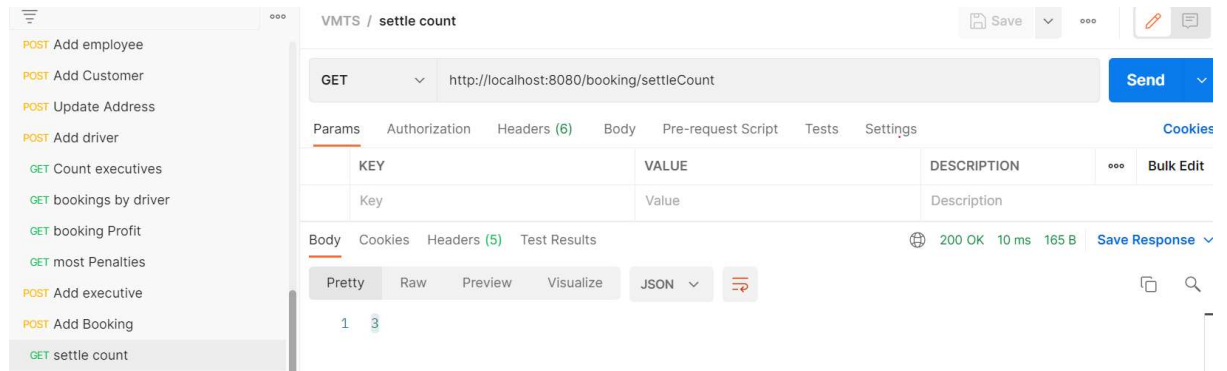 VMTS / settle count
Save
POST Add employee
POST Add Customer
POST Update Address
POST Add driver
GET Count executives
GET bookings by driver
GET booking Profit
GET most Penalties
POST Add executive
POST Add Booking
GET settle count
GET http://localhost:8080/booking/settleCount Send
Params Authorization Headers (6) Body Pre-request Script Tests Settings Cookies
KEY VALUE DESCRIPTION Bulk Edit
Key Value Description
Body Cookies Headers (5) Test Results 200 OK 10 ms 165 B Save Response
Pretty Raw Preview Visualize JSON
1 3